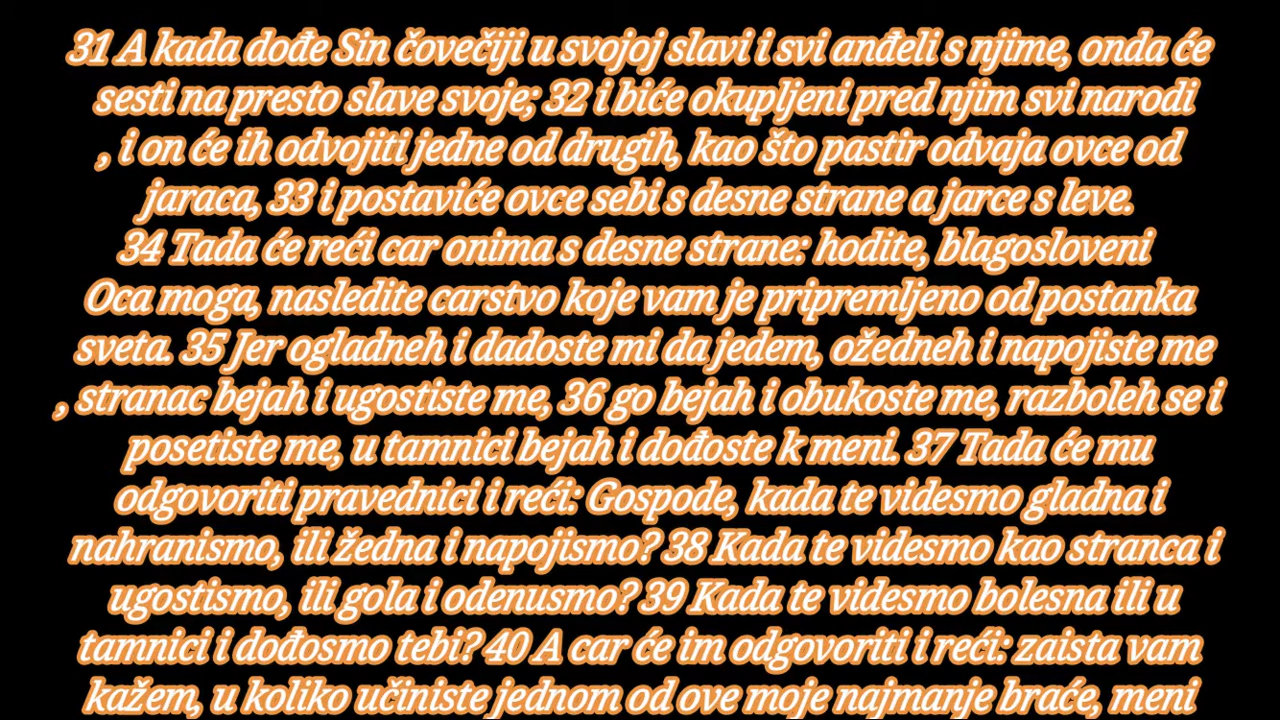 31 A kada dođe Sin čovečiji u svojoj slavi i svi anđeli s njime, onda će
sesti na presto slave svoje; 32 i biće okupljeni pred njim svi narodi
, i on će ih odvojiti jedne od drugih, kao što pastir odvaja ovce od
jaraca, 33 i postaviće ovce sebi s desne strane a jarce s leve.
34 Tada će reći car onima s desne strane: hodite, blagosloveni
Oca moga, nasledite carstvo koje vam je pripremljeno od postanka
sveta. 35 Jer ogladneh i dadoste mi da jedem, ožedneh i napojiste me
, stranac bejah i ugostiste me, 36 go bejah i obukoste me, razboleh se i
posetiste me, u tamnici bejah i dođoste k meni. 37 Tada će mu
odgovoriti pravednici i reći: Gospode, kada te videsmo gladna i
nahranismo, ili žedna i napojismo? 38 Kada te videsmo kao stranca i
ugostismo, ili gola i odenusmo? 39 Kada te videsmo bolesna ili u
tamnici i dođosmo tebi? 40 A car će im odgovoriti i reći: zaista vam
kažem, u koliko učiniste jednom od ove moje najmanje braće, meni